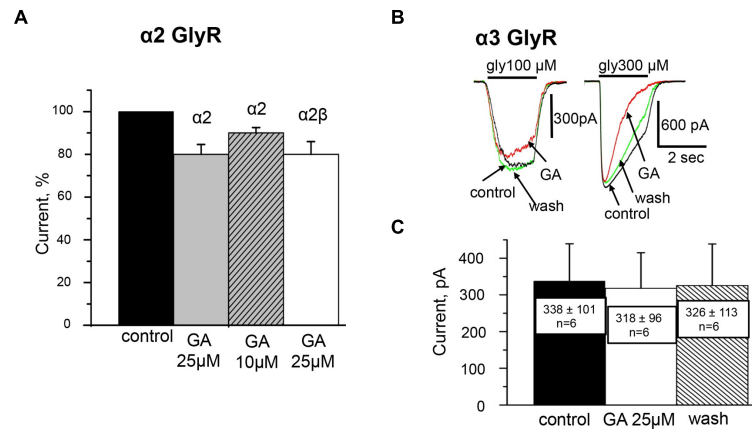 A
α2 GlyR
Current, %
100
80
60
40
20
0
α2
α2
α2β
control
GA
25μM
GA
10μM
GA
25μM
B
α3 GlyR
gly100 μM
gly300 μM
300pA
600 pA
2 sec
GA
control
wash
GA
wash
control
C
Current, pA
400
300
200
100
0
338 ± 101
n=6
318 ± 96
n=6
326 ± 113
n=6
control
GA 25μM
wash